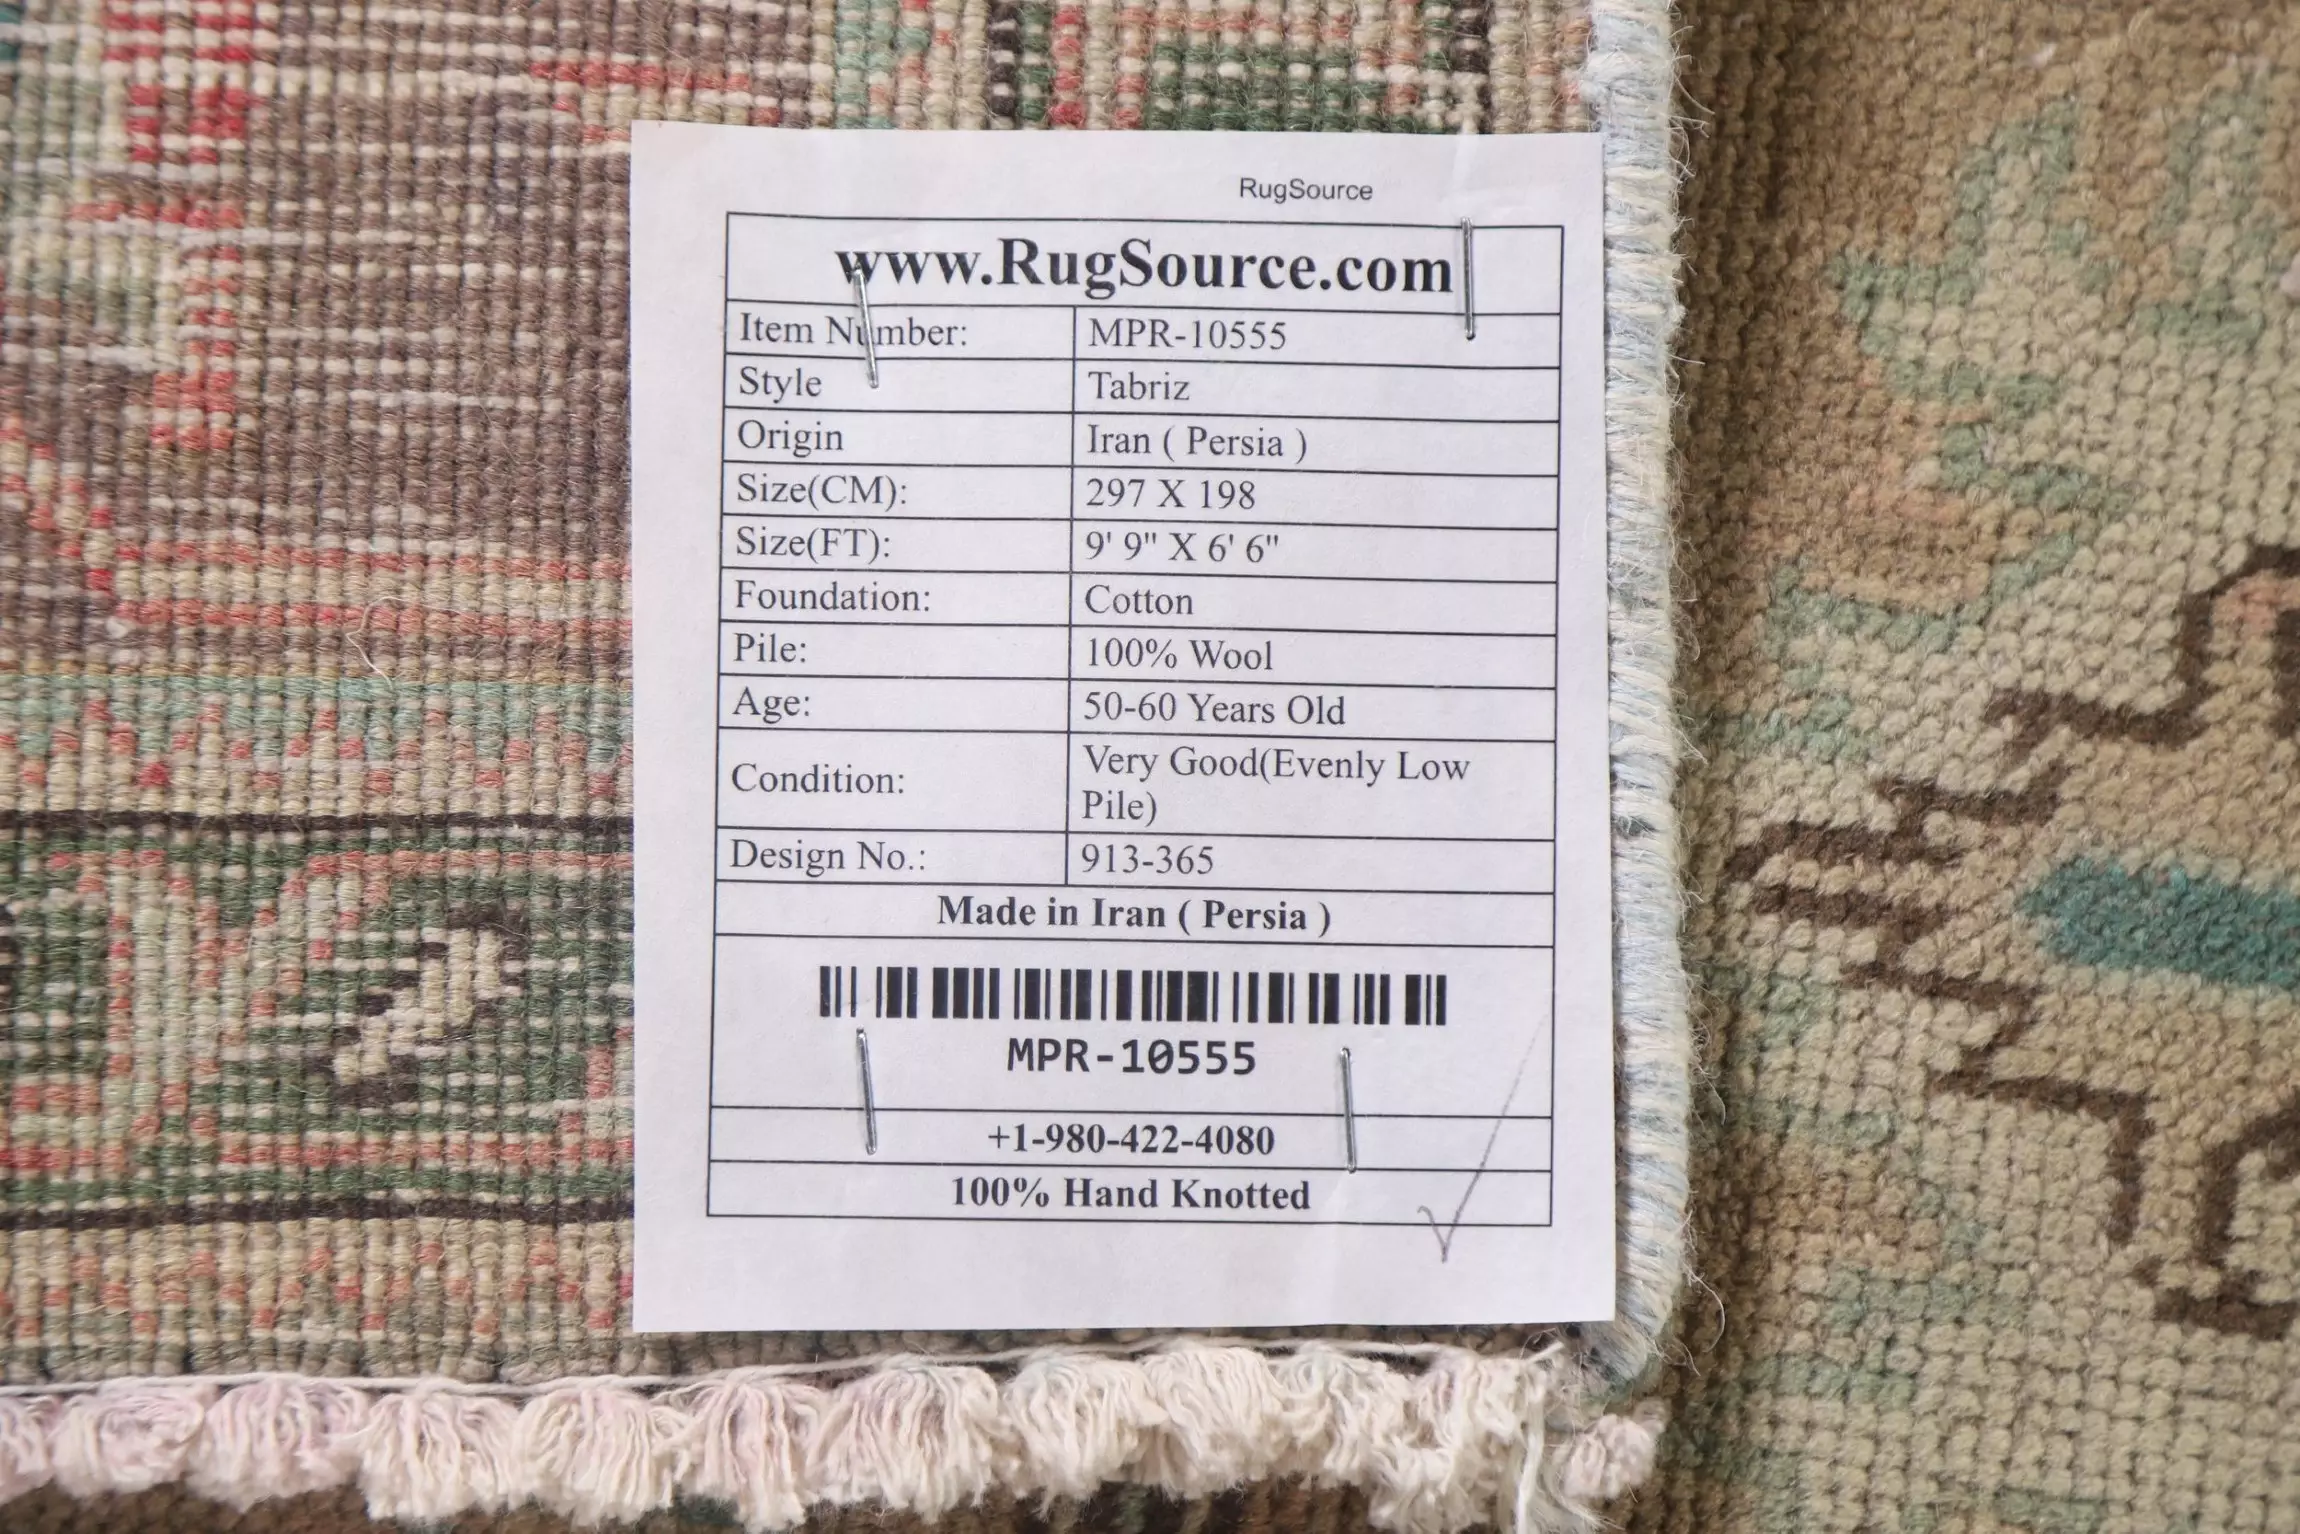 RugSource
www.RugSource.com
Item Number: MPR-10555
Style Tabriz
Origin Iran ( Persia )
Size(CM): 297 X 198
Size(FT): 9' 9" X 6' 6"
Foundation: Cotton
Pile: 100% Wool
Age: 50-60 Years Old
Condition: Very Good(Evenly Low
Pile)
Design No.: 913-365
Made in Iran ( Persia )
MPR-10555
+1-980-422-4080
100% Hand Knotted